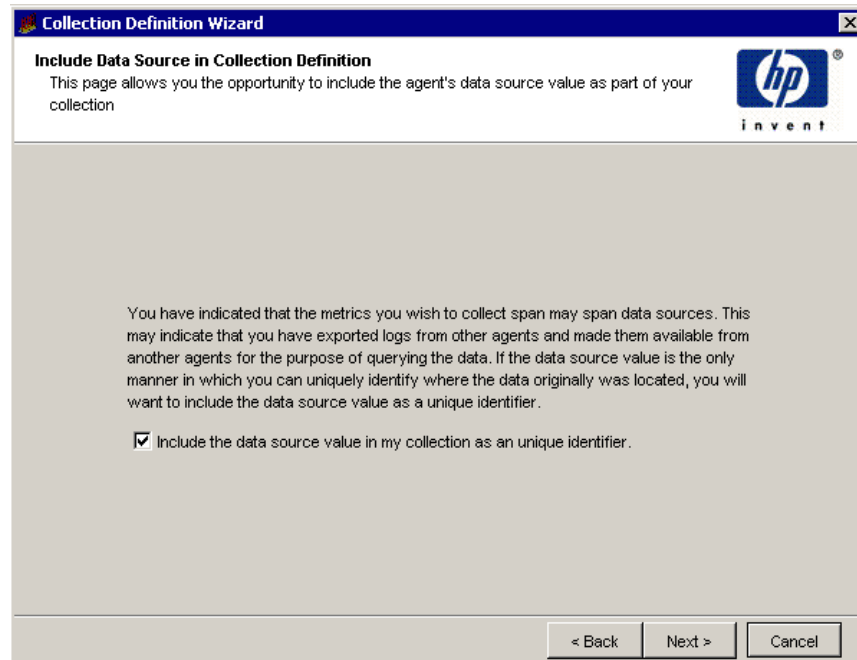 Collection Definition Wizard
Include Data Source in Collection Definition
This page allows you the opportunity to include the agent's data source value as part of your
collection
hp
®
invent
You have indicated that the metrics you wish to collect span may span data sources. This
may indicate that you have exported logs from other agents and made them available from
another agents for the purpose of querying the data. If the data source value is the only
manner in which you can uniquely identify where the data originally was located, you will
want to include the data source value as a unique identifier.
Include the data source value in my collection as an unique identifier.
< Back
Next >
Cancel